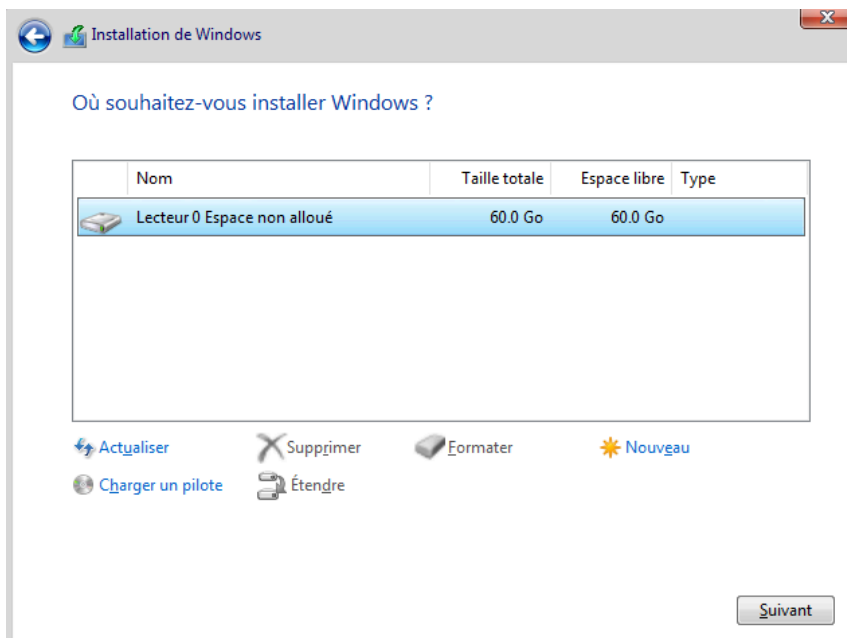 Installation de Windows
Où souhaitez-vous installer Windows ?
Nom Taille totale Espace libre Type
Lecteur 0 Espace non alloué 60.0 Go 60.0 Go
Actualiser Supprimer Formater Nouveau
Charger un pilote Étendre
Suivant